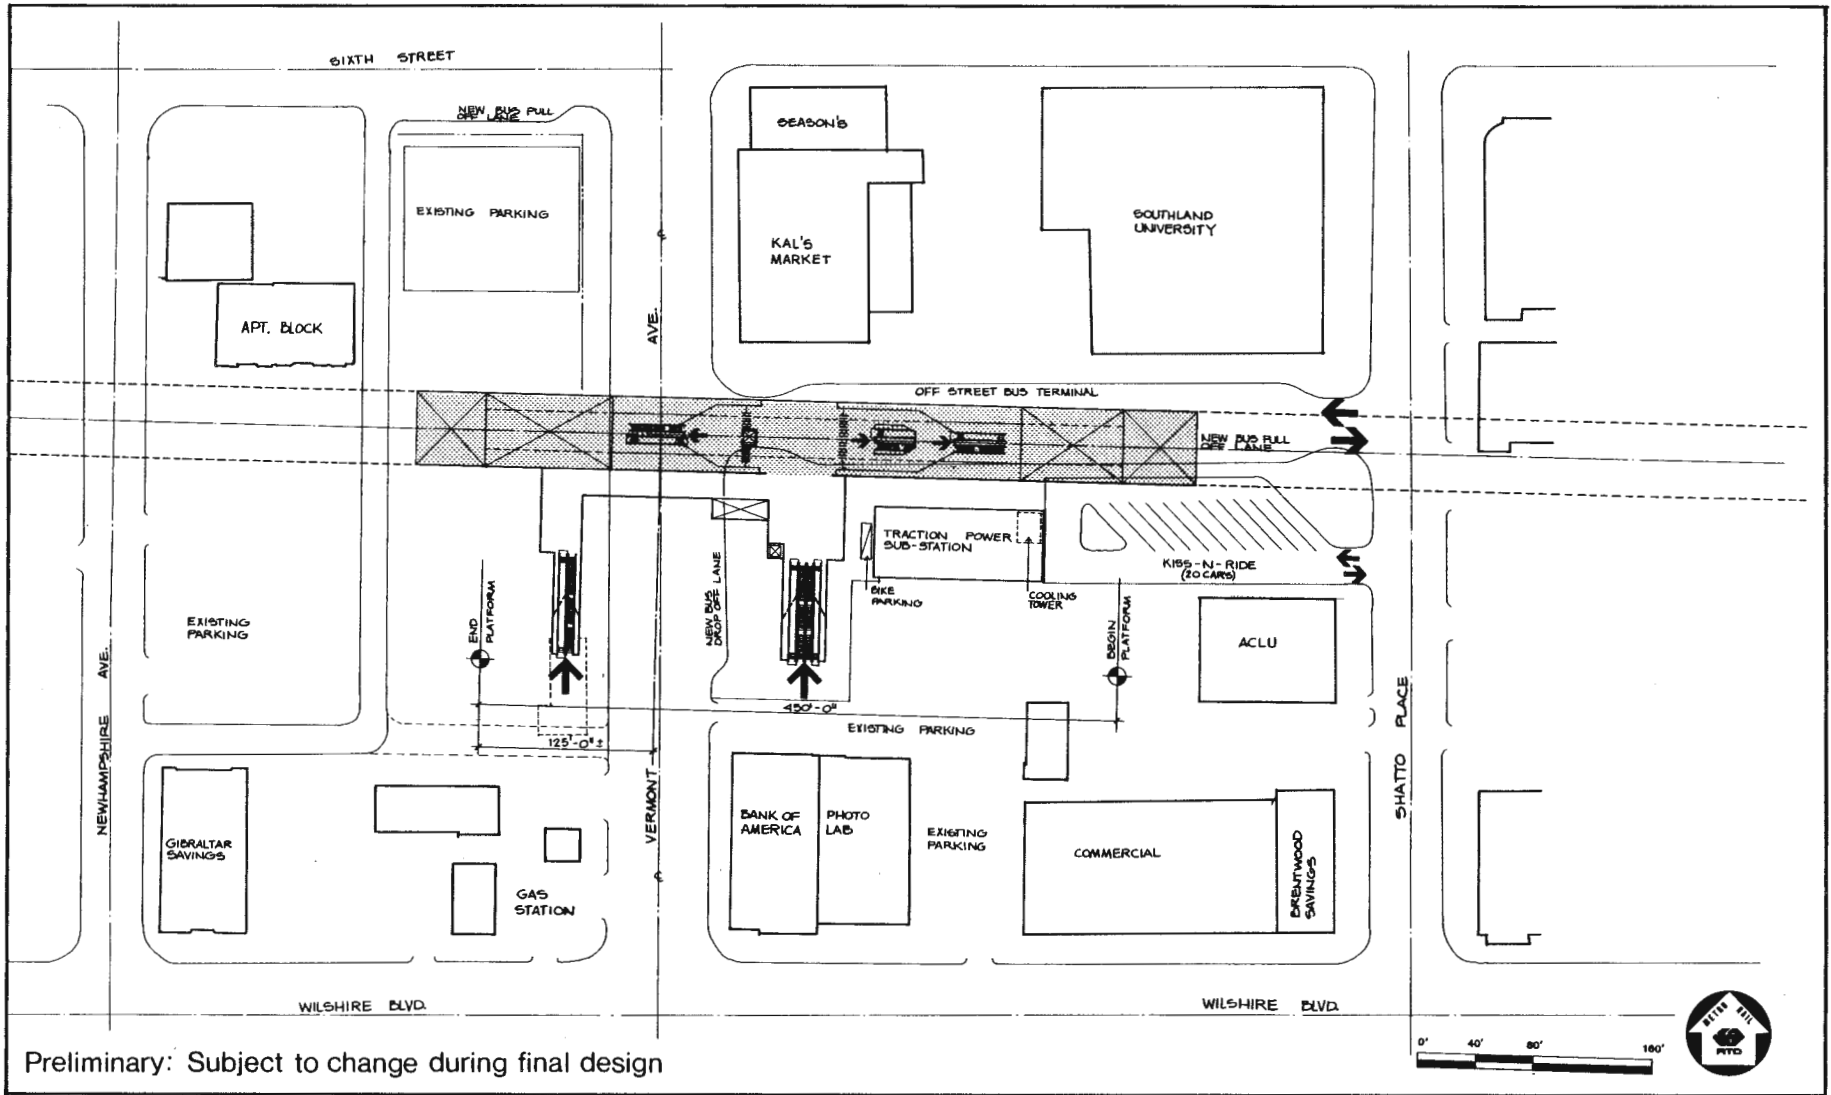 SIXTH STREET
NEW BUS PULL
OFF LANE
EXISTING PARKING
SEASON'S
KAL'S
MARKET
SOUTHLAND
UNIVERSITY
APT. BLOCK
AVE.
OFF STREET BUS TERMINAL
NEW BUS PULL
OFF LANE
TRACTION POWER
SUB-STATION
KISS-N-RIDE
(20 CARS)
BIKE
PARKING
COOLING
TOWER
NEW BUS
DROP OFF LANE
END
PLATFORM
BEGIN
PLATFORM
EXISTING
PARKING
ACLU
450'-0"
EXISTING PARKING
125'-0" ±
NEWHAMPSHIRE AVE.
VERMONT
SHATTO PLACE
GIBRALTAR
SAVINGS
GAS
STATION
BANK OF
AMERICA
PHOTO
LAB
EXISTING
PARKING
COMMERCIAL
BRENTWOOD
SAVINGS
WILSHIRE BLVD.
WILSHIRE BLVD.
Preliminary: Subject to change during final design
0' 40' 80' 160'
METRO RAIL
RTD